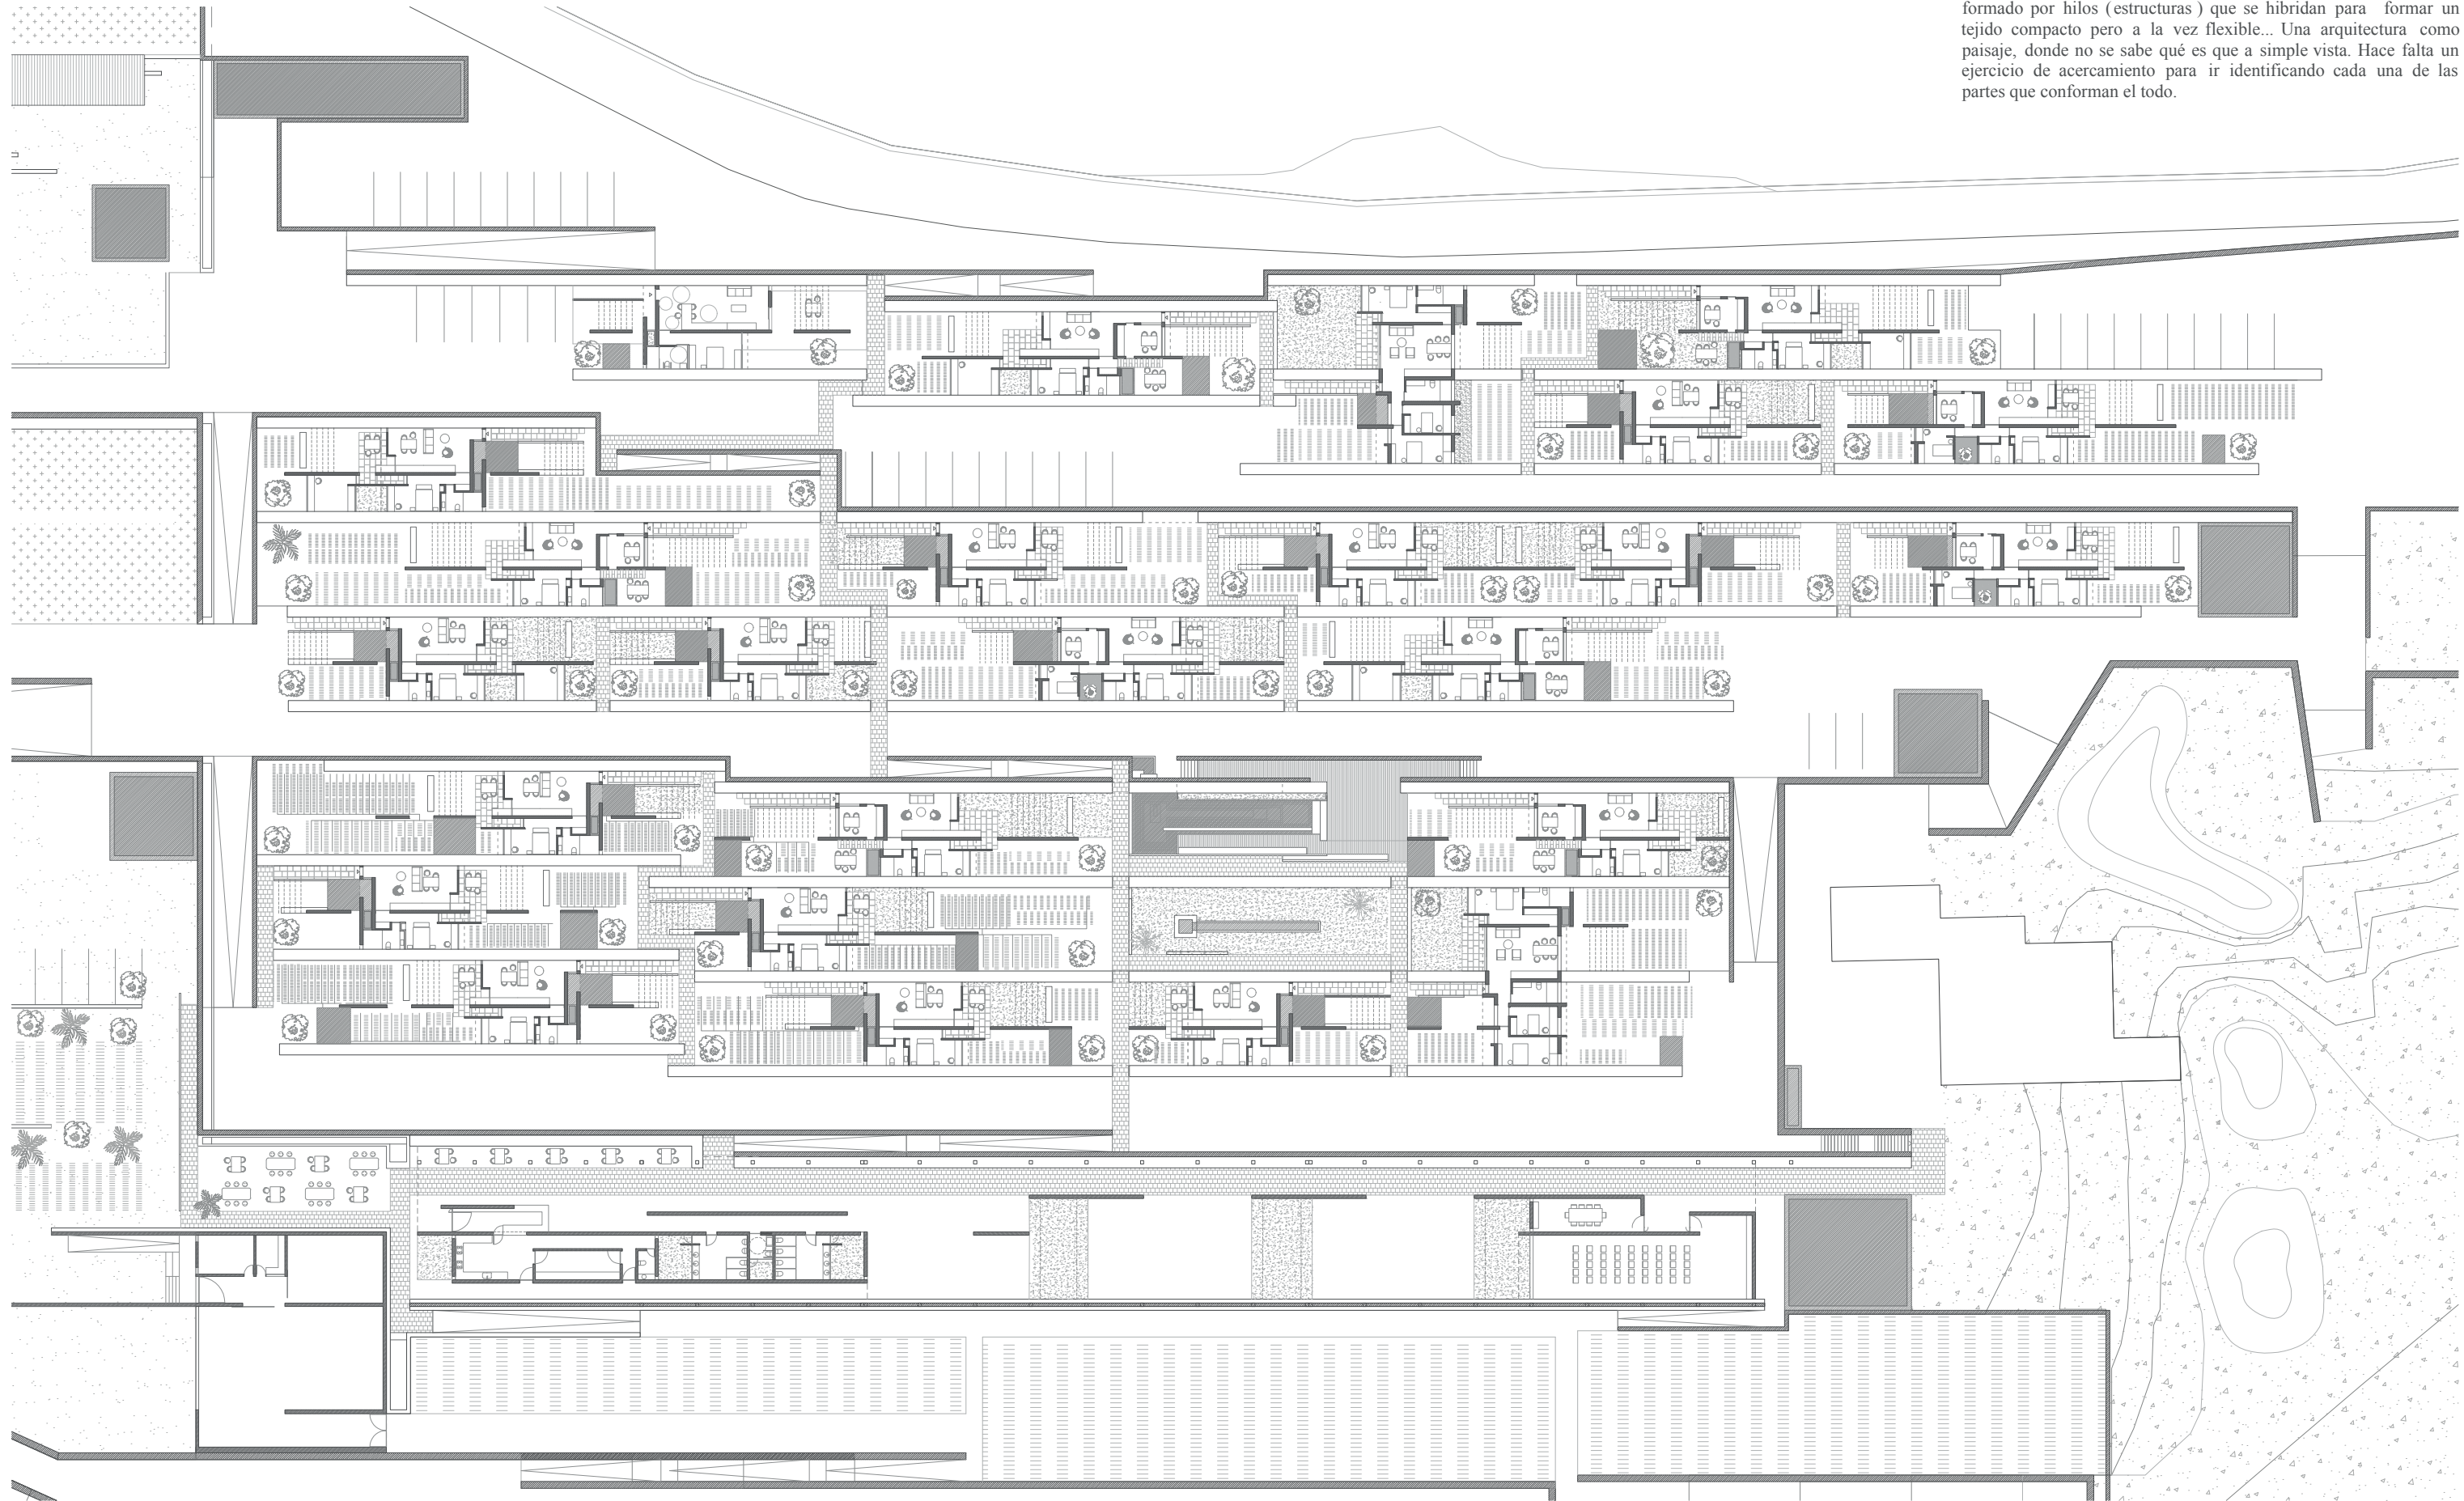 formado por hilos (estructuras ) que se hibridan para formar un
tejido compacto pero a la vez flexible... Una arquitectura como
paisaje, donde no se sabe qué es que a simple vista. Hace falta un
ejercicio de acercamiento para ir identificando cada una de las
partes que conforman el todo.